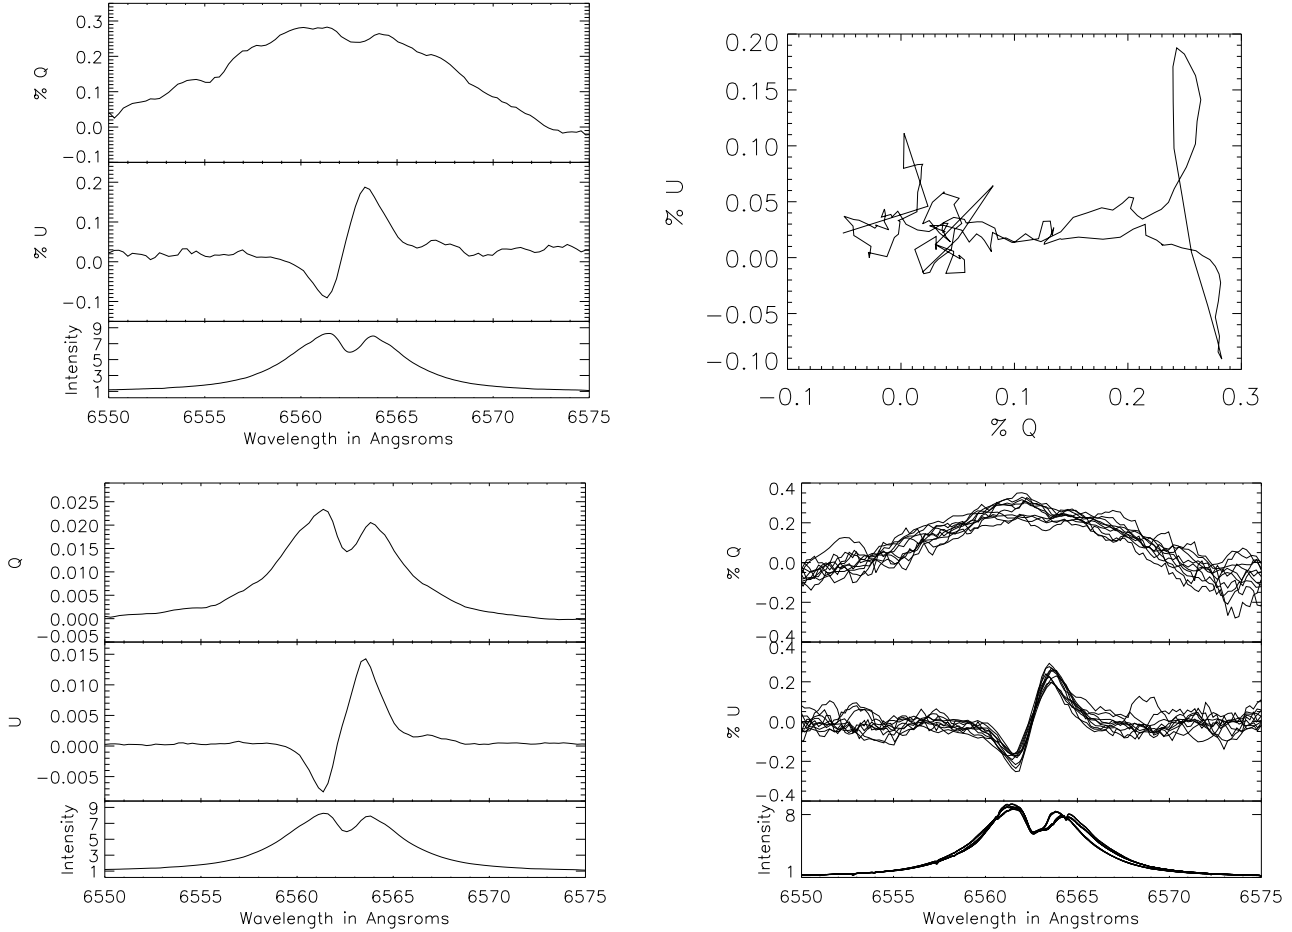 0.3
0.2
0.1
0.0
−0.1
% Q
0.2
0.1
0.0
−0.1
% U
9
7
5
3
1
Intensity
6550 6555 6560 6565 6570 6575
Wavelength in Angsroms
0.20
0.15
0.10
0.05
0.00
−0.05
−0.10
% U
−0.1 0.0 0.1 0.2 0.3
% Q
0.025
0.020
0.015
0.010
0.005
0.000
−0.005
Q
0.015
0.010
0.005
0.000
−0.005
U
9
7
5
3
1
Intensity
6550 6555 6560 6565 6570 6575
Wavelength in Angsroms
0.4
0.2
0.0
−0.2
−0.4
% Q
0.4
0.2
0.0
−0.2
−0.4
% U
8
1
Intensity
6550 6555 6560 6565 6570 6575
Wavelength in Angstroms